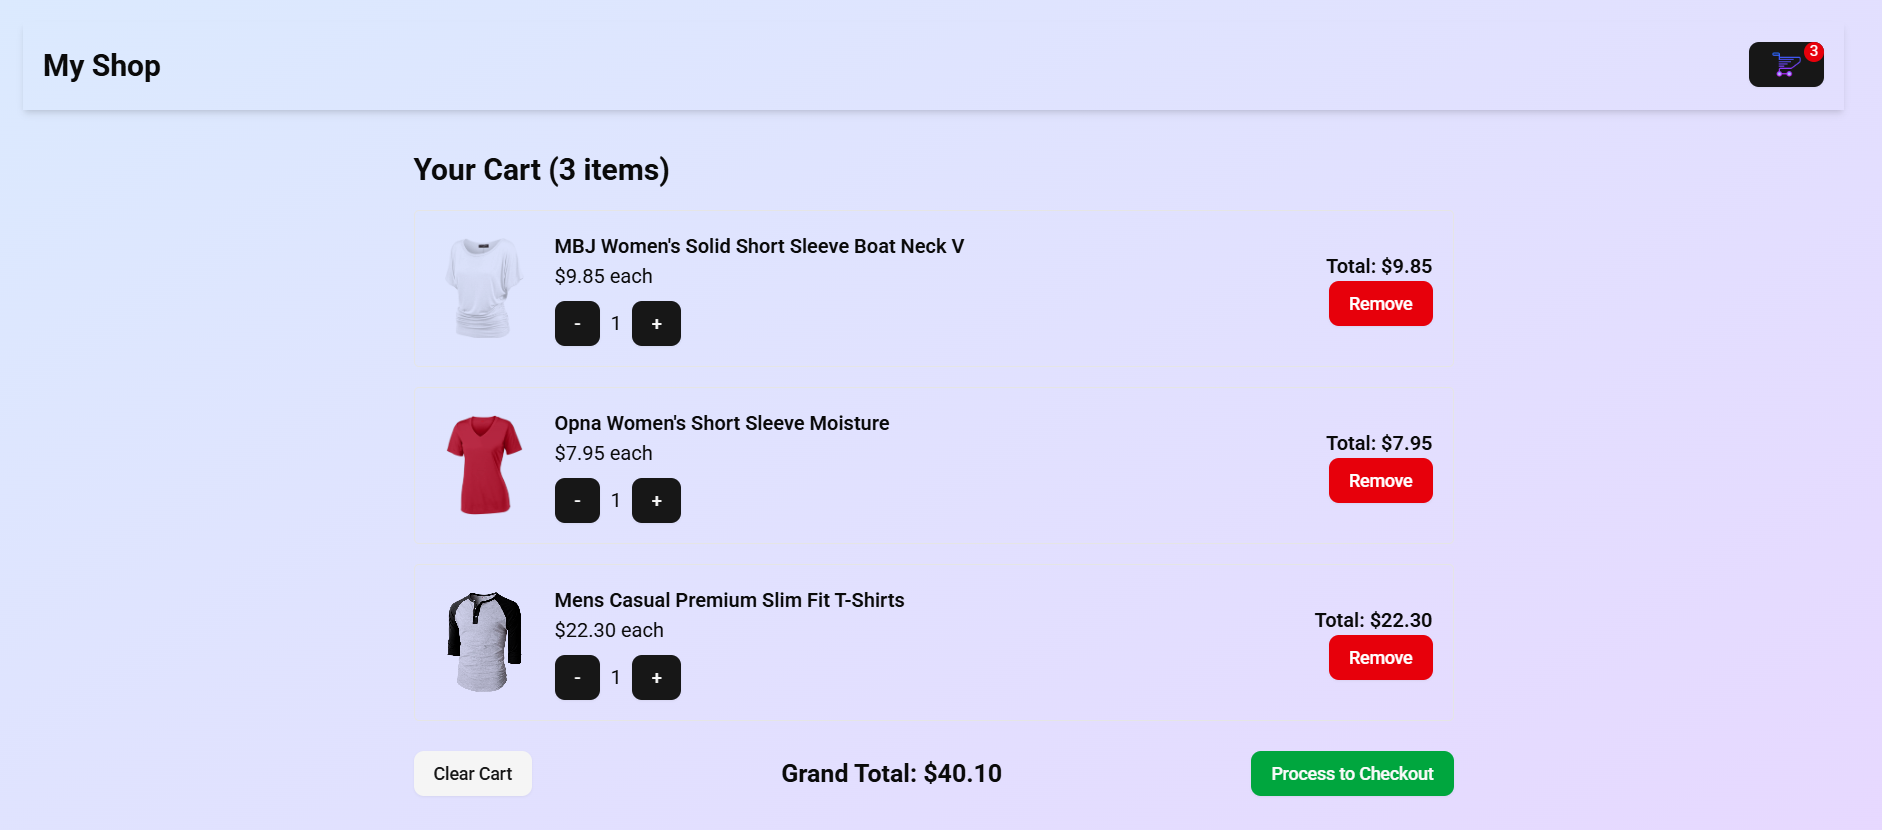 My Shop
3
Your Cart (3 items)
MBJ Women's Solid Short Sleeve Boat Neck V
$9.85 each
- 1 +
Total: $9.85
Remove
Opna Women's Short Sleeve Moisture
$7.95 each
- 1 +
Total: $7.95
Remove
Mens Casual Premium Slim Fit T-Shirts
$22.30 each
- 1 +
Total: $22.30
Remove
Clear Cart
Grand Total: $40.10
Process to Checkout